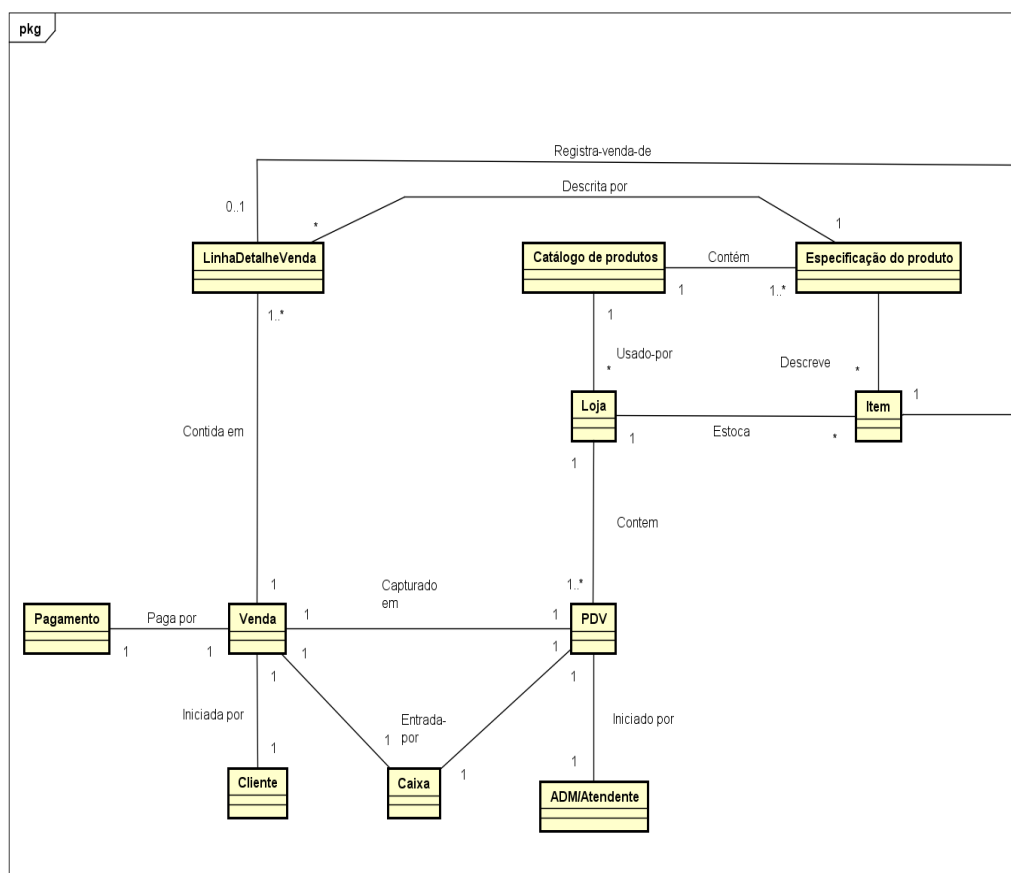 pkg
Registra-venda-de
Descrita por
0..1
*
1
LinhaDetalheVenda
Catálogo de produtos
Contém
Especificação do produto
1..*
1
1
1..*
Usado-por
*
Descreve
*
Loja
Item
1
1
Estoca
*
Contida em
1
Contem
1
1..*
Capturado
em
Pagamento
Paga por
Venda
1
1
PDV
1
1
1
1
1
1
Iniciada por
Entrada-
por
Iniciado por
1
1
1
1
Cliente
Caixa
ADM/Atendente